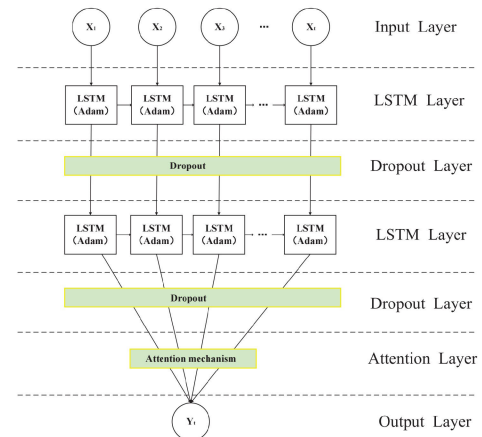 X₁ X₂ X₃ ... Xₜ Input Layer
LSTM LSTM LSTM LSTM
(Adam) (Adam) (Adam) ... (Adam) LSTM Layer
Dropout Dropout Layer
LSTM LSTM LSTM LSTM
(Adam) (Adam) (Adam) ... (Adam) LSTM Layer
Dropout Dropout Layer
Attention mechanism Attention Layer
Yₜ Output Layer